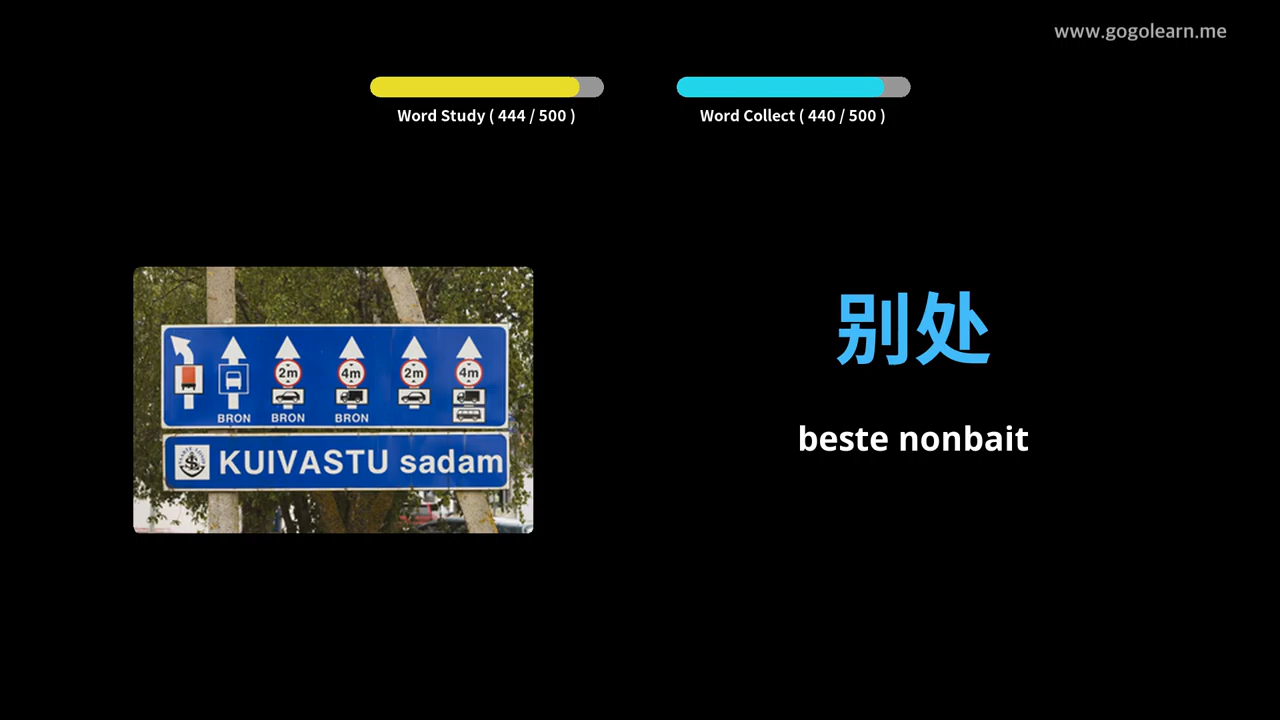 www.gogolearn.me
Word Study ( 444 / 500 )
Word Collect ( 440 / 500 )
2m
4m
2m
4m
BRON
BRON
BRON
KUIVASTU sadam
别处
beste nonbait